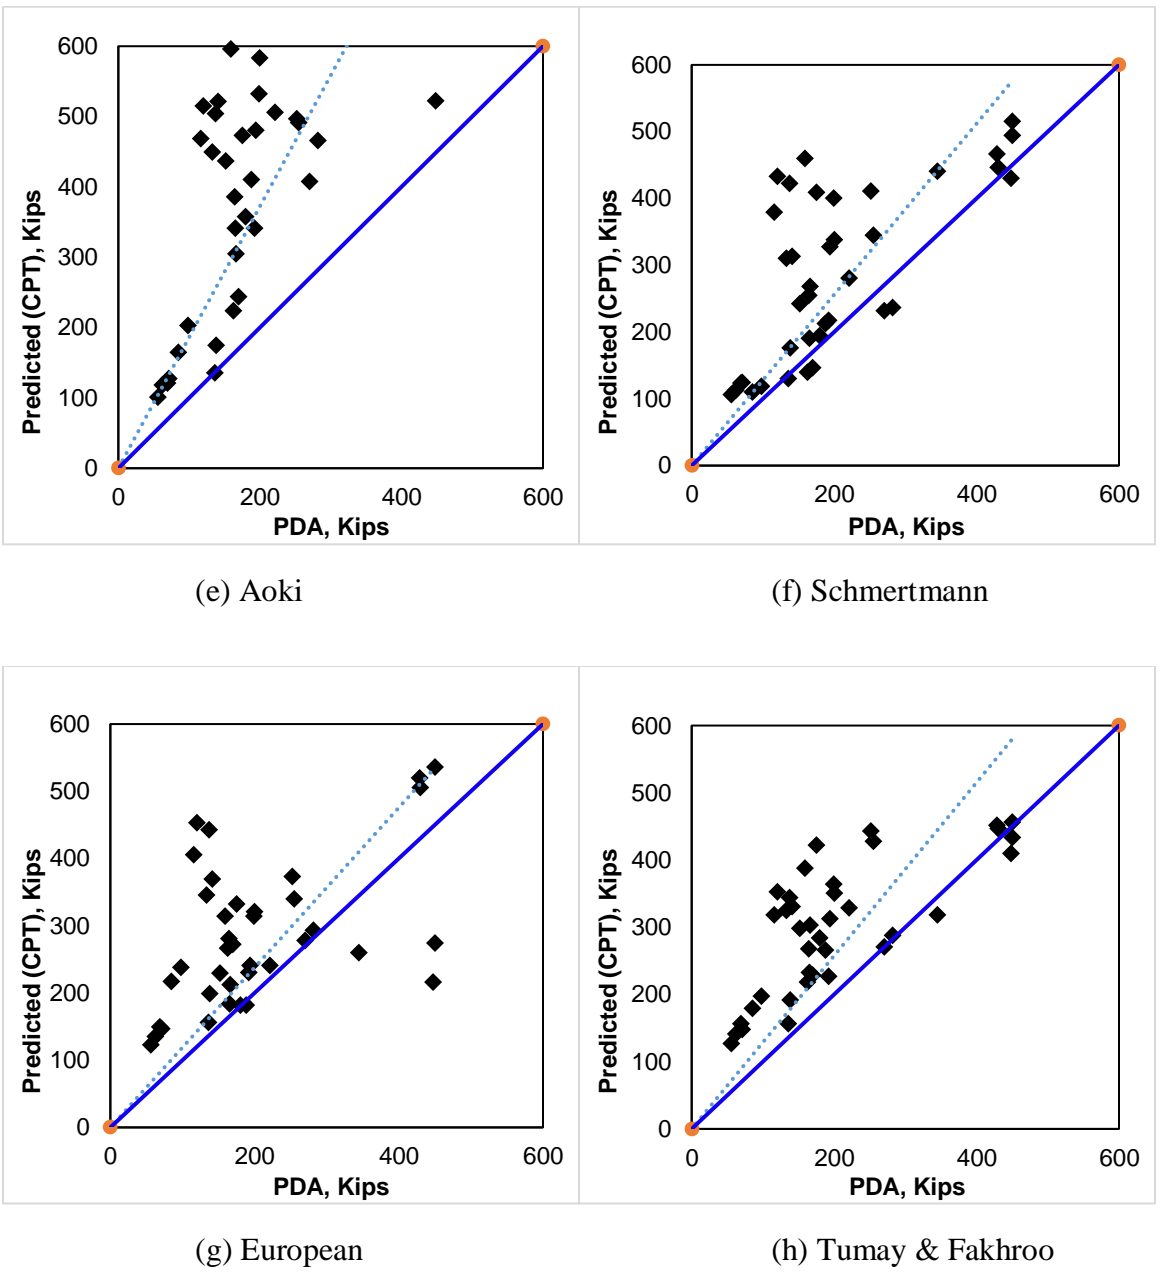 600
500
400
300
200
100
0
Predicted (CPT), Kips
0 200 400 600
PDA, Kips
(e) Aoki
600
500
400
300
200
100
0
Predicted (CPT), Kips
0 200 400 600
PDA, Kips
(f) Schmertmann
600
500
400
300
200
100
0
Predicted (CPT), Kips
0 200 400 600
PDA, Kips
(g) European
600
500
400
300
200
100
0
Predicted (CPT), Kips
0 200 400 600
PDA, Kips
(h) Tumay & Fakhroo